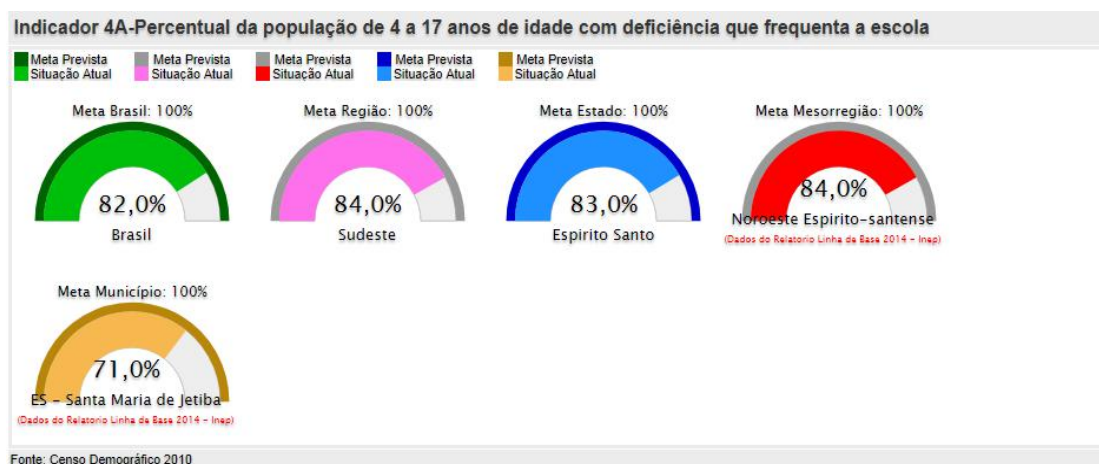 Indicador 4A-Percentual da população de 4 a 17 anos de idade com deficiência que frequenta a escola
Meta Prevista
Situação Atual
Meta Prevista
Situação Atual
Meta Prevista
Situação Atual
Meta Prevista
Situação Atual
Meta Prevista
Situação Atual
Meta Brasil: 100%
82,0%
Brasil
Meta Região: 100%
84,0%
Sudeste
Meta Estado: 100%
83,0%
Espirito Santo
Meta Mesorregião: 100%
84,0%
Noroeste Espirito-santense
(Dados do Relatorio Linha de Base 2014 - Inep)
Meta Município: 100%
71,0%
ES - Santa Maria de Jetiba
(Dados do Relatorio Linha de Base 2014 - Inep)
Fonte: Censo Demográfico 2010